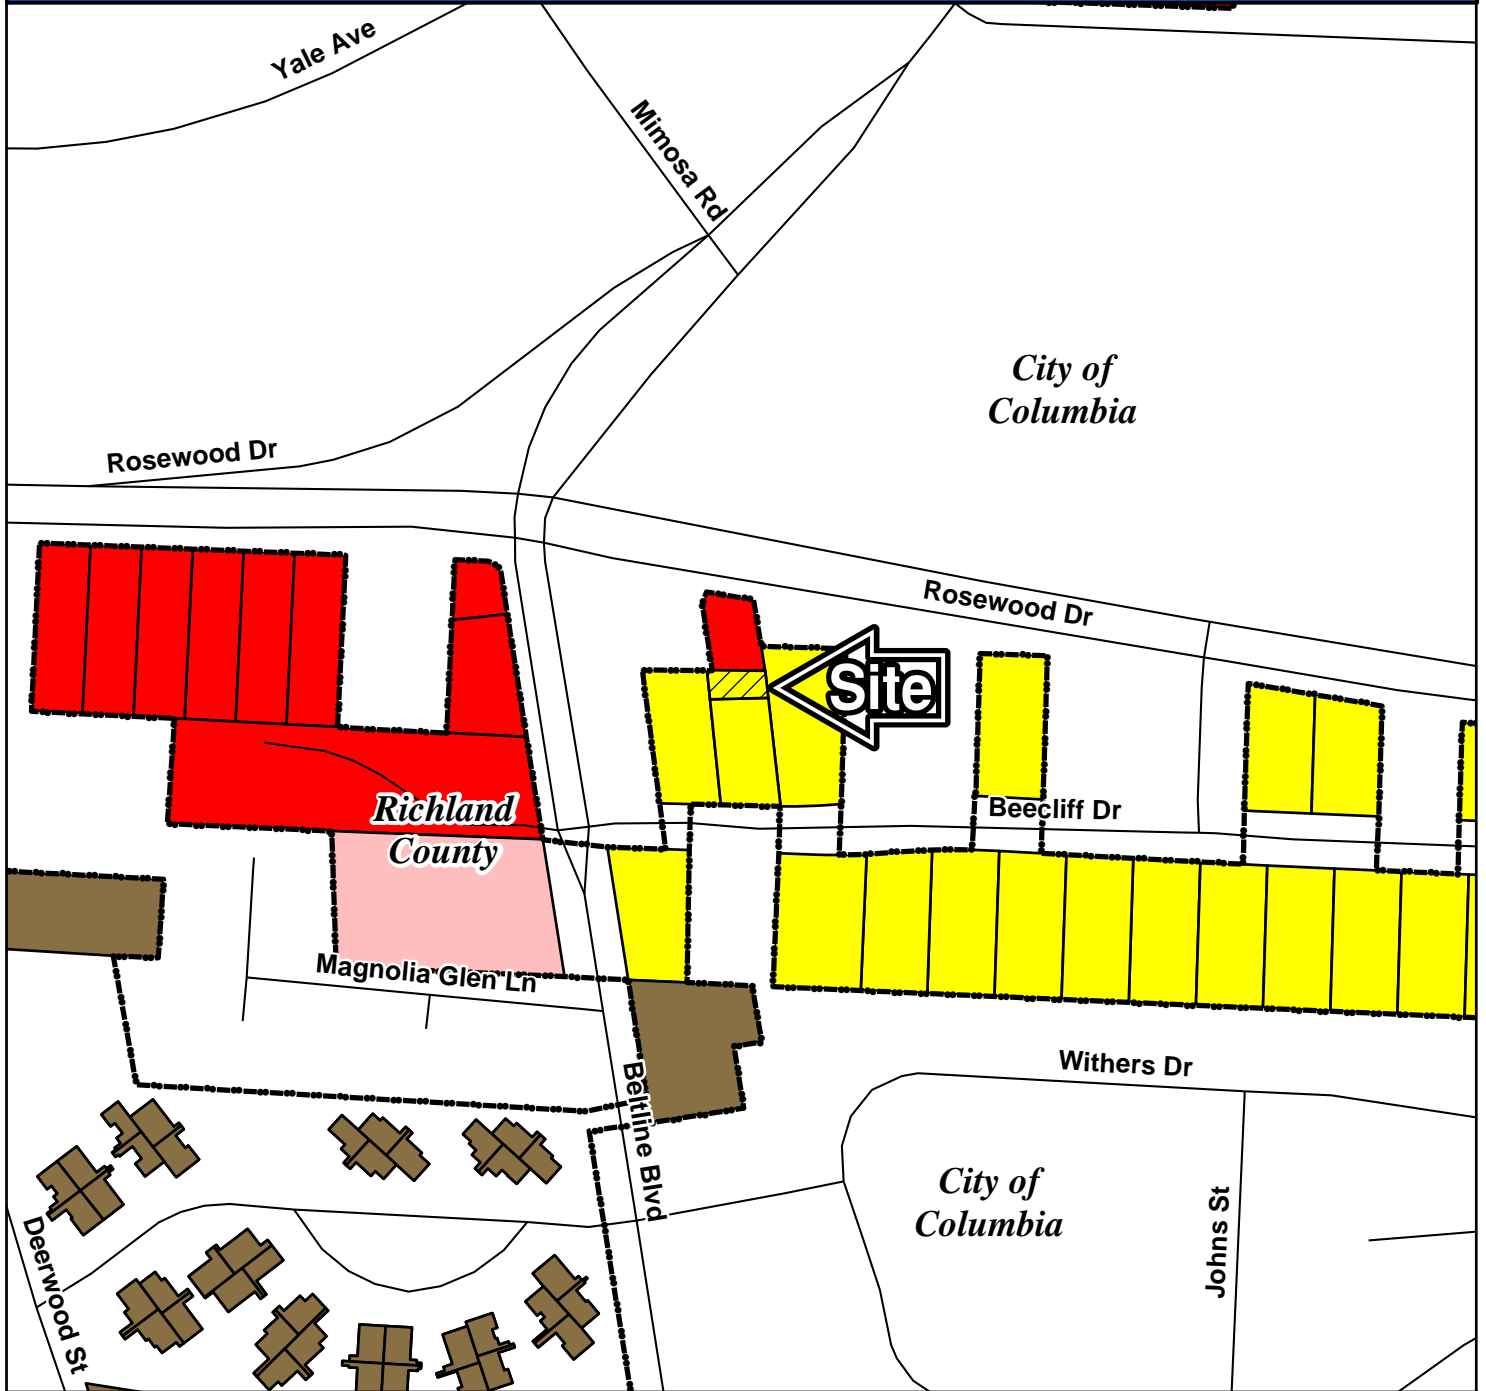 Yale Ave
Mimosa Rd
City of
Columbia
Rosewood Dr
Rosewood Dr
Site
Richland
County
Beecliff Dr
Magnolia Glen Ln
Withers Dr
Beltline Blvd
City of
Columbia
Johns St
Deerwood St